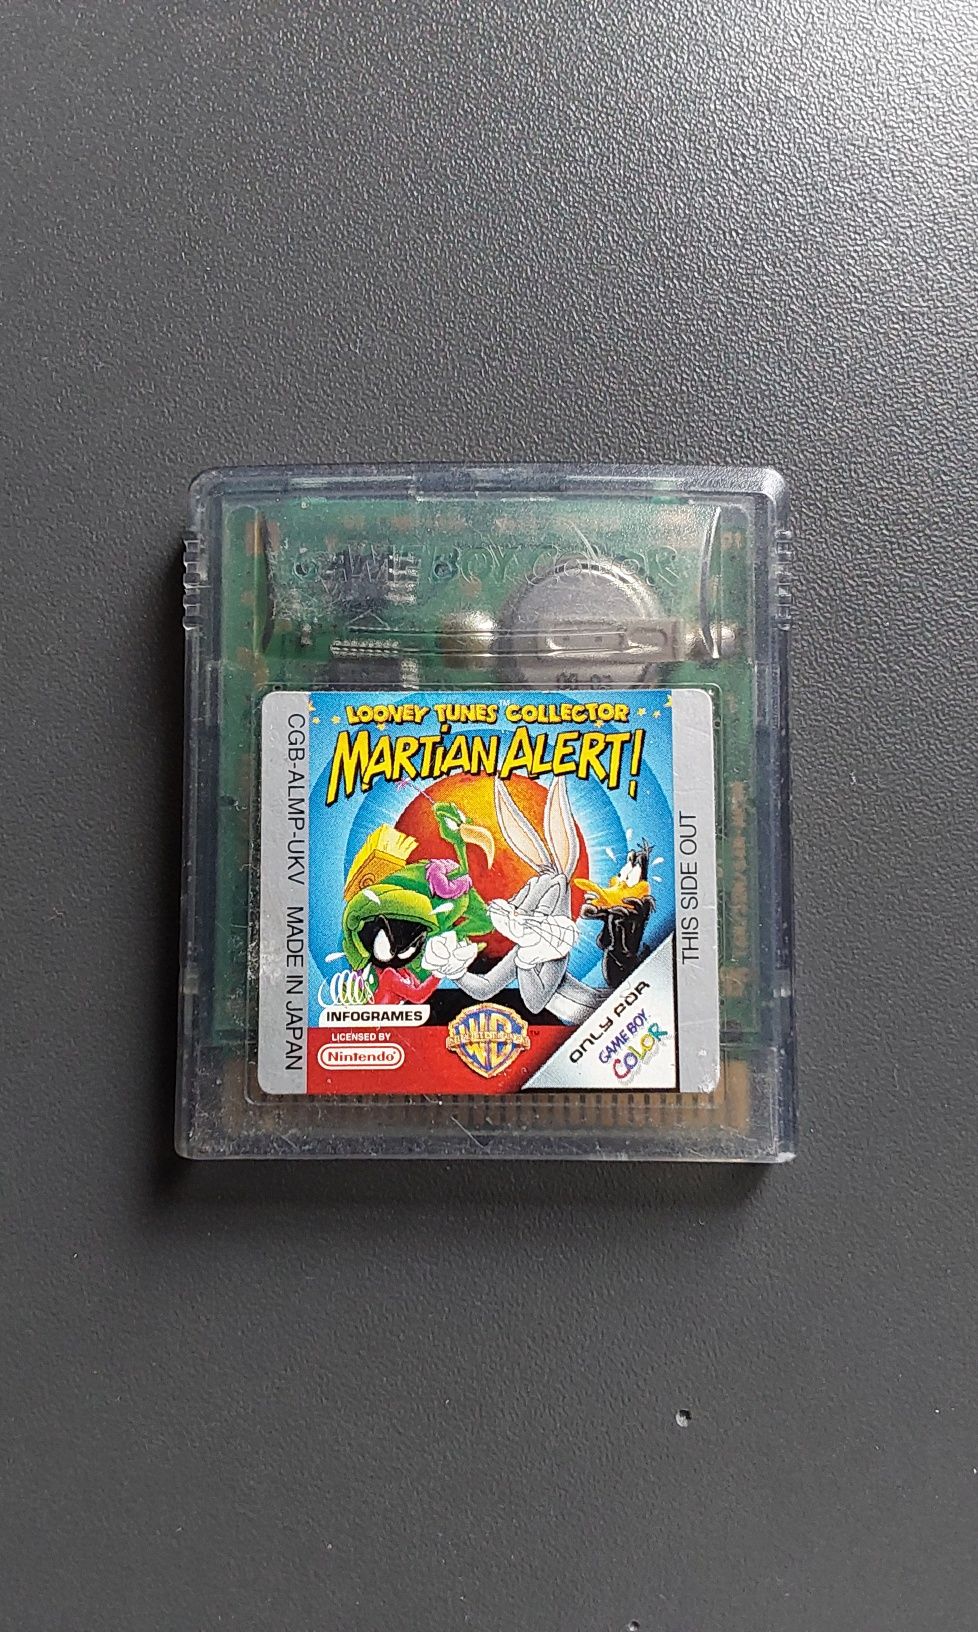 GAME BOY COLOR
LOONEY TUNES COLLECTOR
MARTIAN ALERT!
CGB-ALMP-UKV MADE IN JAPAN
THIS SIDE OUT
INFOGRAMES
LICENSED BY
Nintendo
WB
ONLY FOR
GAME BOY
COLOR